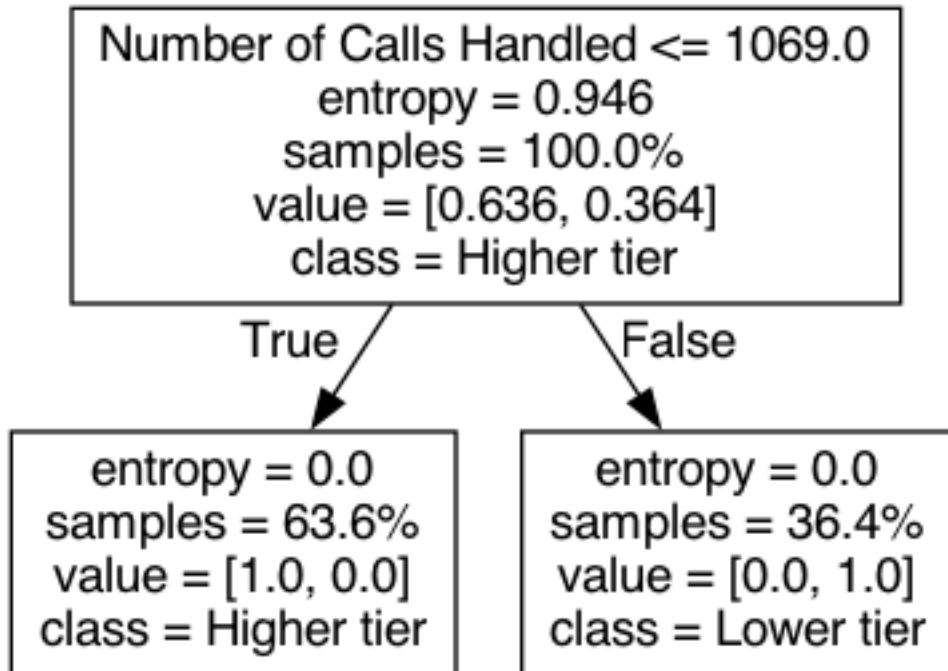 Number of Calls Handled <= 1069.0
entropy = 0.946
samples = 100.0%
value = [0.636, 0.364]
class = Higher tier
True
False
entropy = 0.0
samples = 63.6%
value = [1.0, 0.0]
class = Higher tier
entropy = 0.0
samples = 36.4%
value = [0.0, 1.0]
class = Lower tier